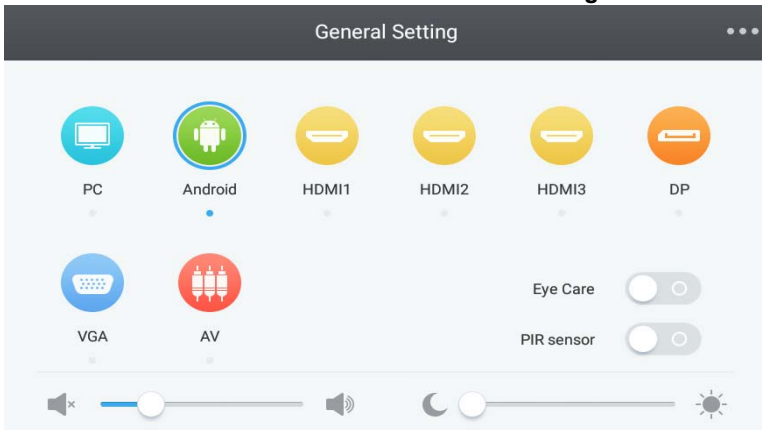 General Setting
PC
Android
HDMI1
HDMI2
HDMI3
DP
VGA
AV
Eye Care
PIR sensor